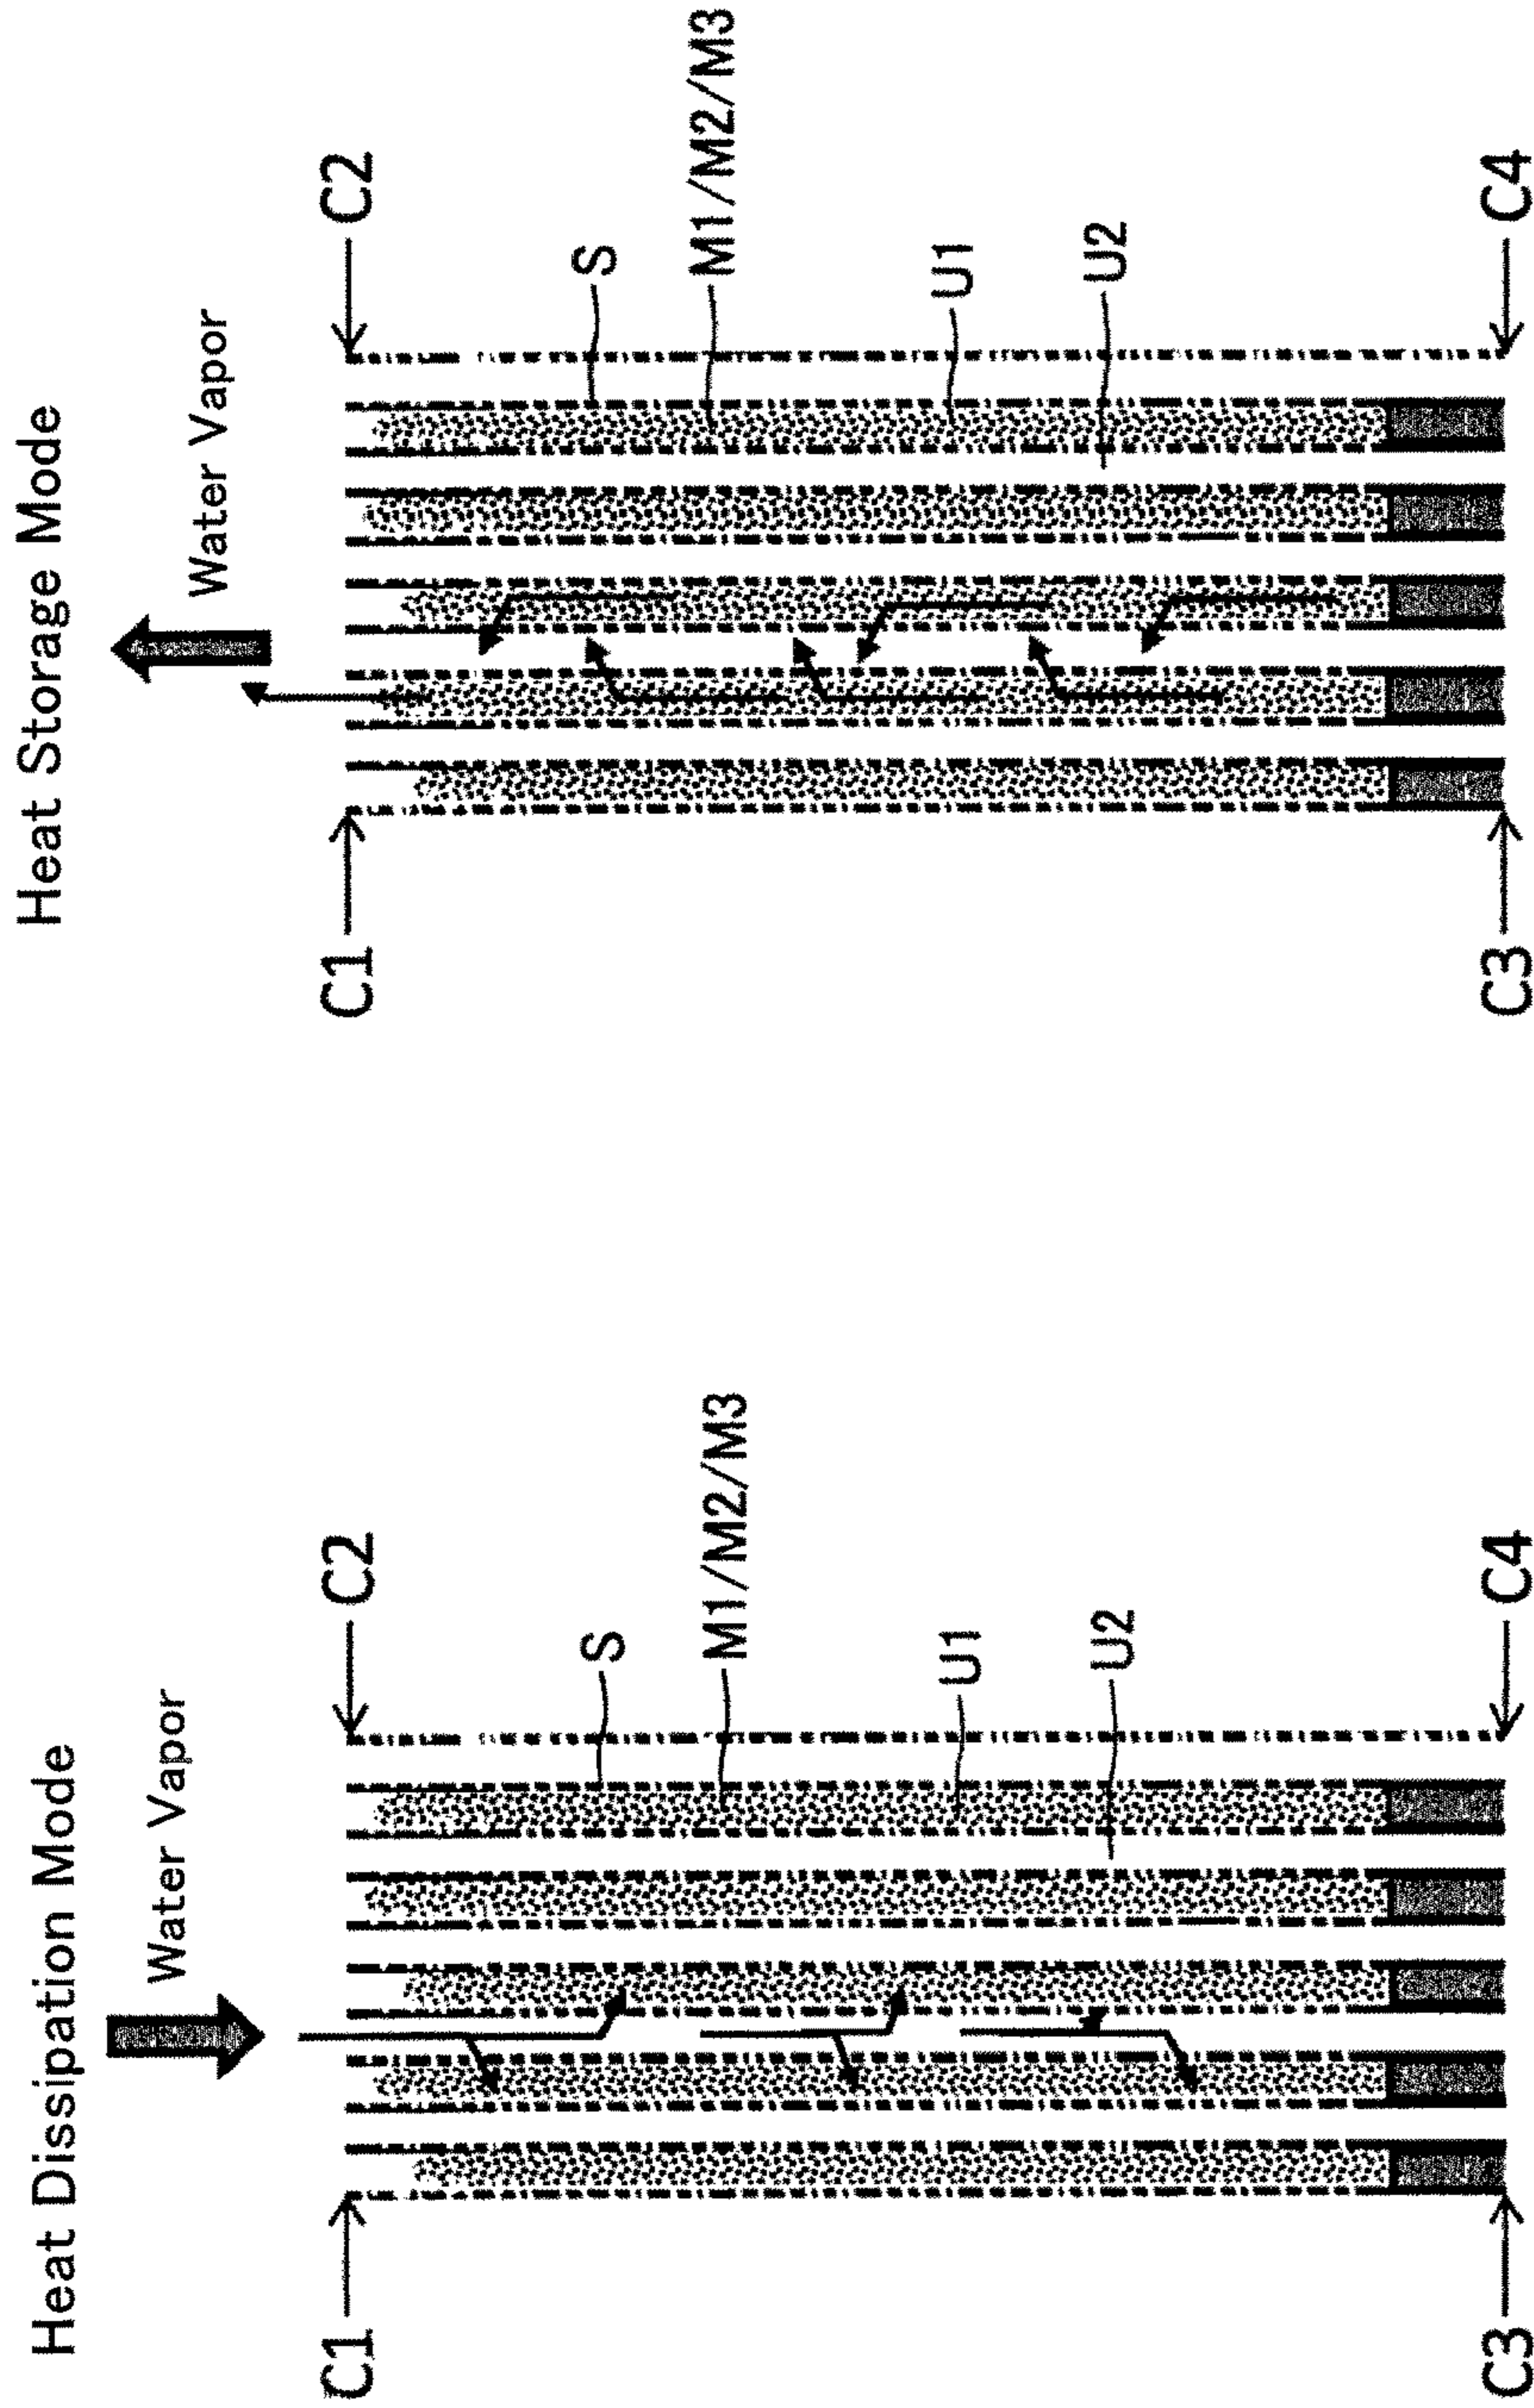 Heat Dissipation Mode
Water Vapor
C1
C2
S
M1/M2/M3
U1
U2
C3
C4
Heat Storage Mode
Water Vapor
C1
C2
S
M1/M2/M3
U1
U2
C3
C4